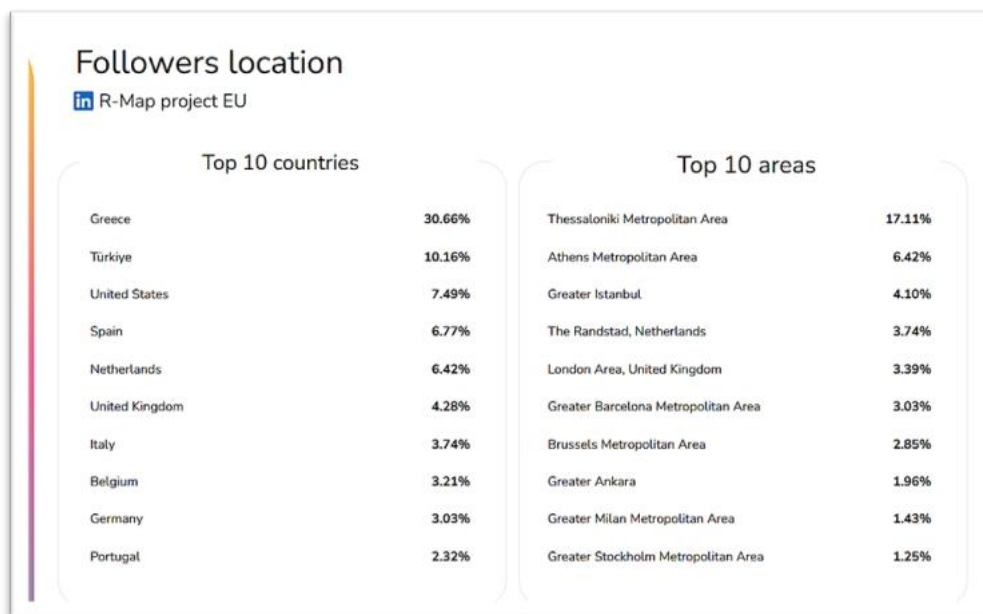 Followers location
in R-Map project EU
Top 10 countries
Greece 30.66%
Türkiye 10.16%
United States 7.49%
Spain 6.77%
Netherlands 6.42%
United Kingdom 4.28%
Italy 3.74%
Belgium 3.21%
Germany 3.03%
Portugal 2.32%
Top 10 areas
Thessaloniki Metropolitan Area 17.11%
Athens Metropolitan Area 6.42%
Greater Istanbul 4.10%
The Randstad, Netherlands 3.74%
London Area, United Kingdom 3.39%
Greater Barcelona Metropolitan Area 3.03%
Brussels Metropolitan Area 2.85%
Greater Ankara 1.96%
Greater Milan Metropolitan Area 1.43%
Greater Stockholm Metropolitan Area 1.25%